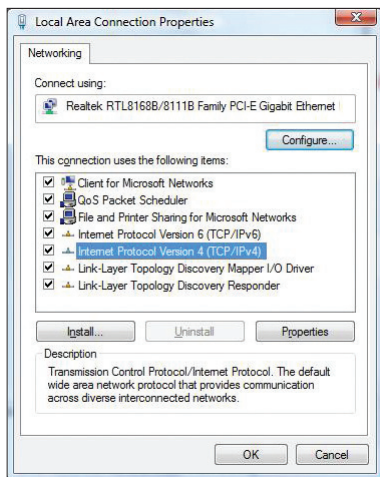 Local Area Connection Properties
Networking
Connect using:
Realtek RTL8168B/8111B Family PCI-E Gigabit Ethernet
Configure...
This connection uses the following items:
Client for Microsoft Networks
QoS Packet Scheduler
File and Printer Sharing for Microsoft Networks
Internet Protocol Version 6 (TCP/IPv6)
Internet Protocol Version 4 (TCP/IPv4)
Link-Layer Topology Discovery Mapper I/O Driver
Link-Layer Topology Discovery Responder
Install... Uninstall Properties
Description
Transmission Control Protocol/Internet Protocol. The default
wide area network protocol that provides communication
across diverse interconnected networks.
OK Cancel